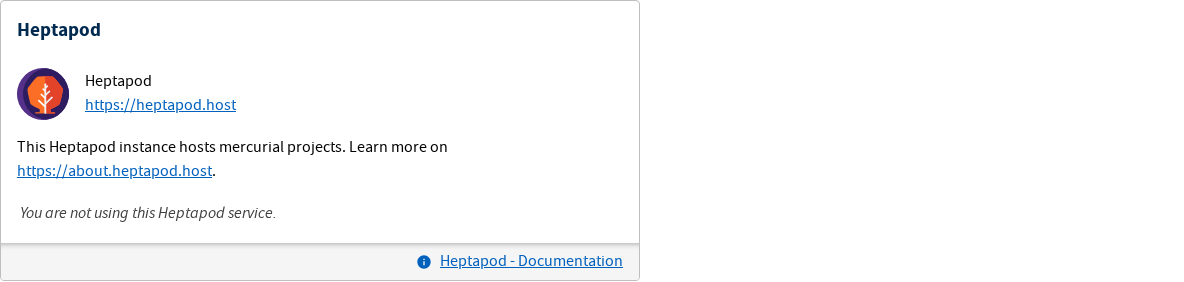 Heptapod
Heptapod
https://heptapod.host
This Heptapod instance hosts mercurial projects. Learn more on
https://about.heptapod.host.
You are not using this Heptapod service.
Heptapod - Documentation